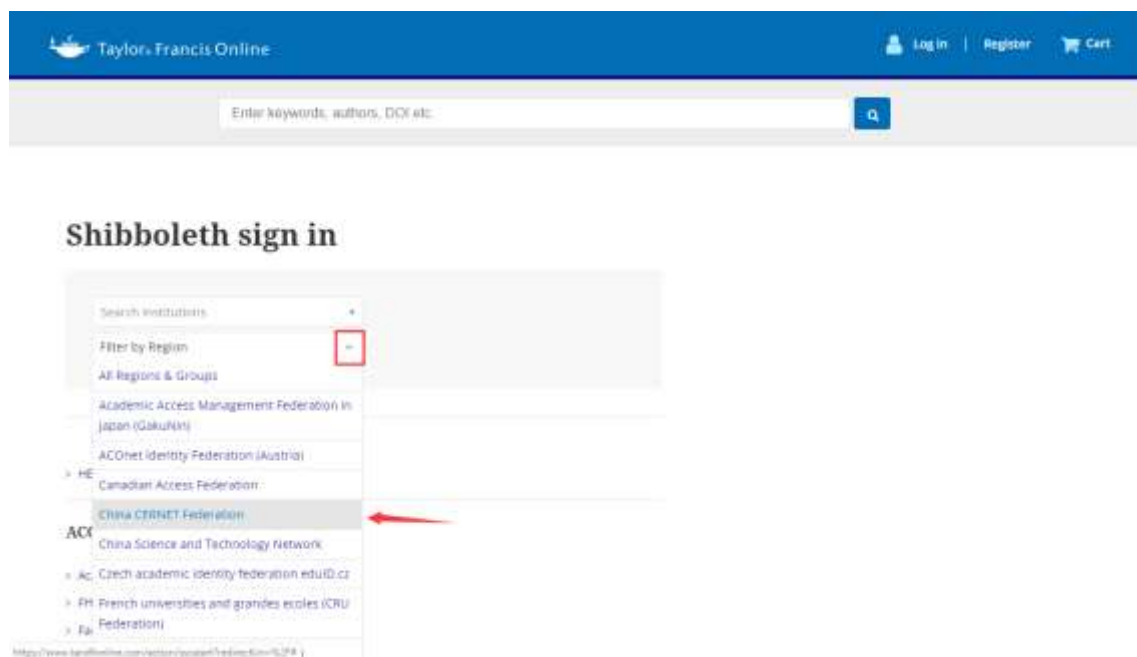 Taylor & Francis Online
Log in | Register Cart
Enter keywords, authors, DOI etc.
Shibboleth sign in
Search Institutions
Filter by Region
All Regions & Groups
Academic Access Management Federation in
Japan (GakuNin)
ACOnet Identity Federation (Austria)
HE
Canadian Access Federation
China CERNET Federation
ACO
China Science and Technology Network
Czech academic identity federation eduID.cz
FH
French universities and grandes ecoles (CRU
Federation)